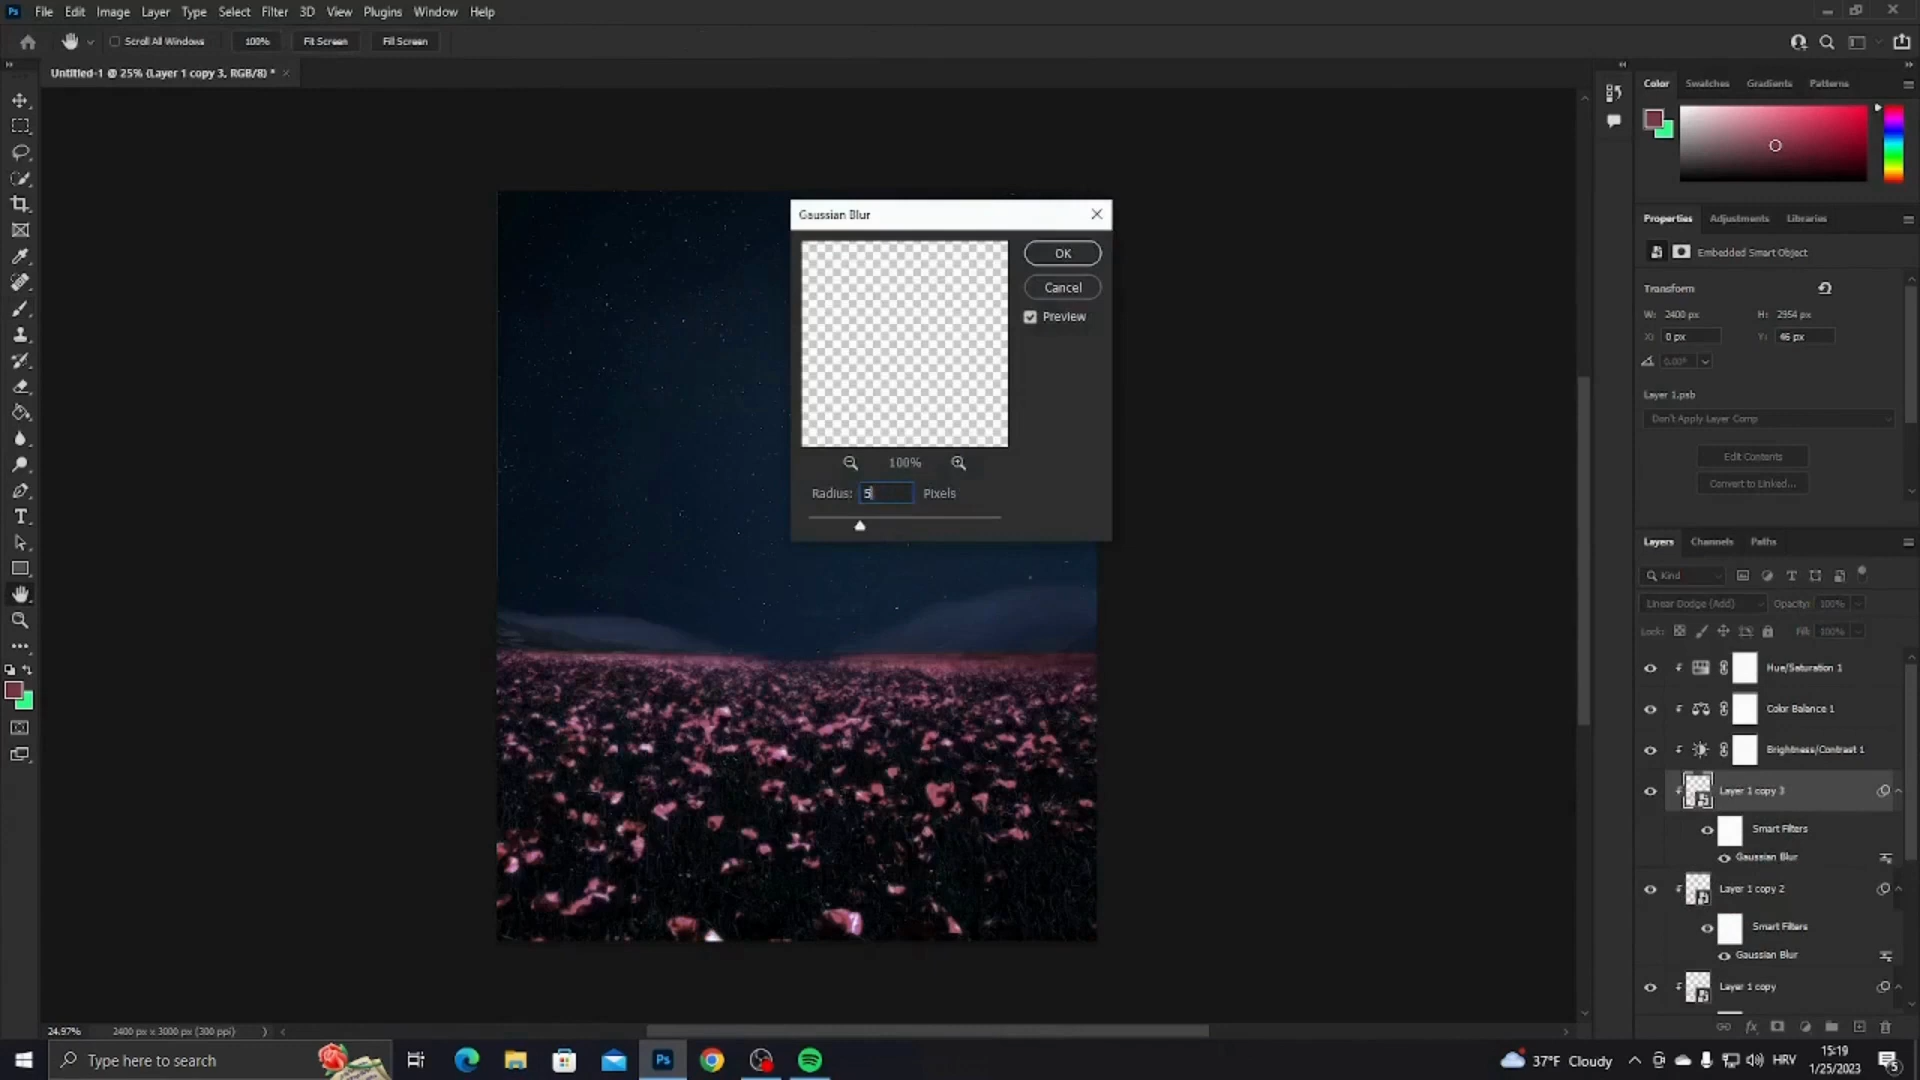 Ps File Edit Image Layer Type Select Filter 3D View Plugins Window Help
Scroll All Windows 100% Fit Screen Fill Screen
Untitled-1 @ 25% (Layer 1 copy 3, RGB/8) * ×
Color Swatches Gradients Patterns
Gaussian Blur
OK
Cancel
Preview
100%
Radius: 5 Pixels
Properties Adjustments Libraries
Embedded Smart Object
Transform
W: 2400 px H: 2954 px
X: 0 px Y: 46 px
0.00°
Layer 1.psb
Don't Apply Layer Comp
Edit Contents
Convert to Linked...
Layers Channels Paths
Kind
Linear Dodge (Add) Opacity: 100%
Lock: Fill: 100%
Hue/Saturation 1
Color Balance 1
Brightness/Contrast 1
Layer 1 copy 3
Smart Filters
Gaussian Blur
Layer 1 copy 2
Smart Filters
Gaussian Blur
Layer 1 copy
24.97% 2400 px x 3000 px (300 ppi)
Type here to search
Ps
37°F Cloudy
HRV
15:19
1/25/2023
5